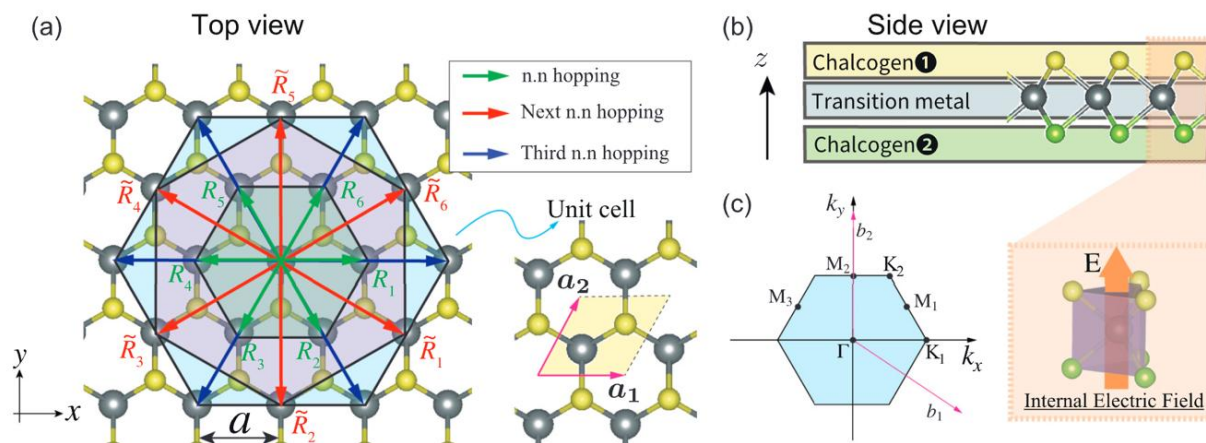 (a)
Top view
n.n hopping
Next n.n hopping
Third n.n hopping
R̃₅
R̃₄
R₅
R₆
R̃₆
R₄
R₁
R̃₃
R₃
R₂
R̃₁
R̃₂
y
x
a
Unit cell
a₂
a₁
(b)
Side view
z
Chalcogen❶
Transition metal
Chalcogen❷
(c)
k_y
b₂
M₂
K₂
M₃
M₁
Γ
K₁
k_x
b₁
E
Internal Electric Field